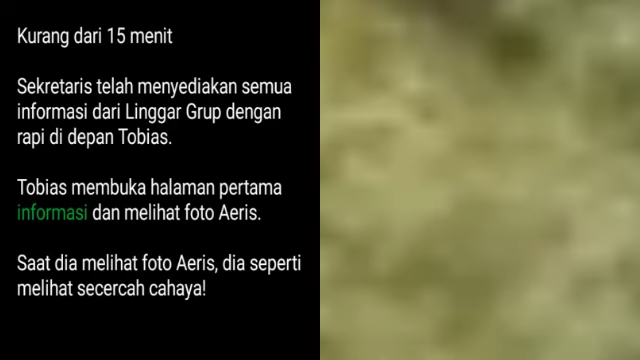 Kurang dari 15 menit
Sekretaris telah menyediakan semua
informasi dari Linggar Grup dengan
rapi di depan Tobias.
Tobias membuka halaman pertama
informasi dan melihat foto Aeris.
Saat dia melihat foto Aeris, dia seperti
melihat secercah cahaya!